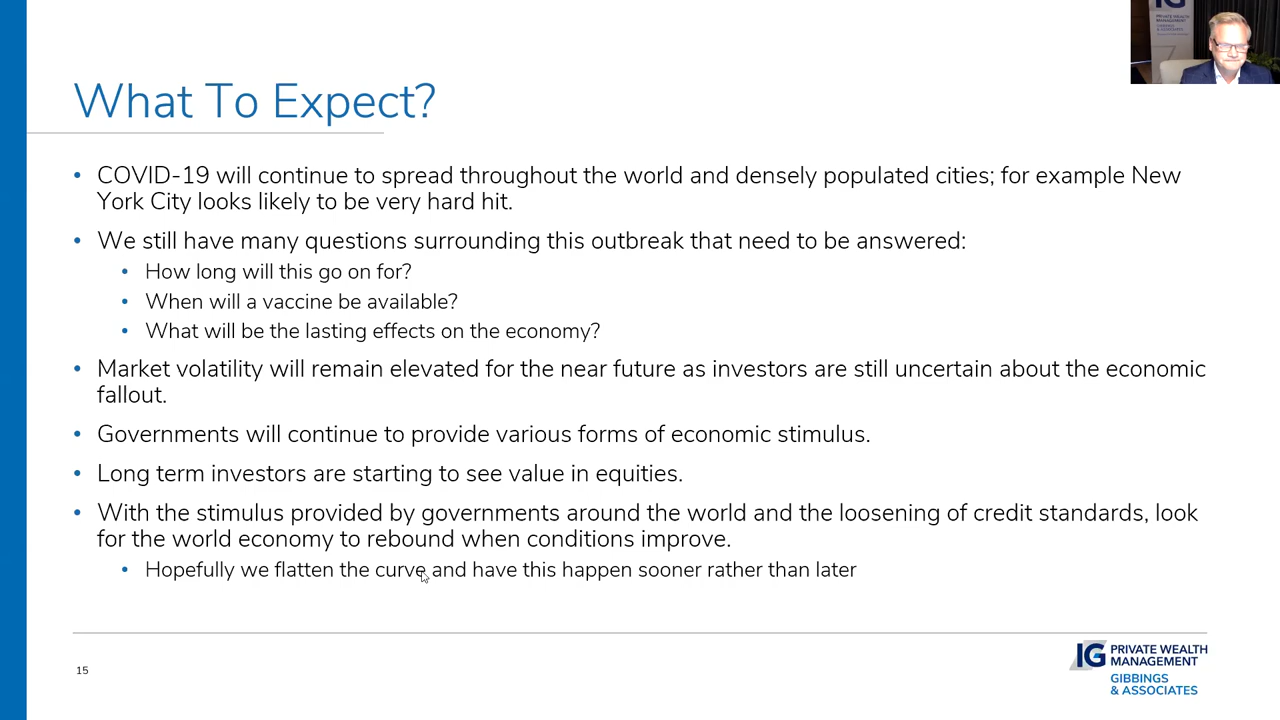 IG
PRIVATE WEALTH
MANAGEMENT
GIBBINGS
& ASSOCIATES
What To Expect?
• COVID-19 will continue to spread throughout the world and densely populated cities; for example New
York City looks likely to be very hard hit.
• We still have many questions surrounding this outbreak that need to be answered:
• How long will this go on for?
• When will a vaccine be available?
• What will be the lasting effects on the economy?
• Market volatility will remain elevated for the near future as investors are still uncertain about the economic
fallout.
• Governments will continue to provide various forms of economic stimulus.
• Long term investors are starting to see value in equities.
• With the stimulus provided by governments around the world and the loosening of credit standards, look
for the world economy to rebound when conditions improve.
• Hopefully we flatten the curve and have this happen sooner rather than later
15
IG PRIVATE WEALTH
MANAGEMENT
GIBBINGS
& ASSOCIATES